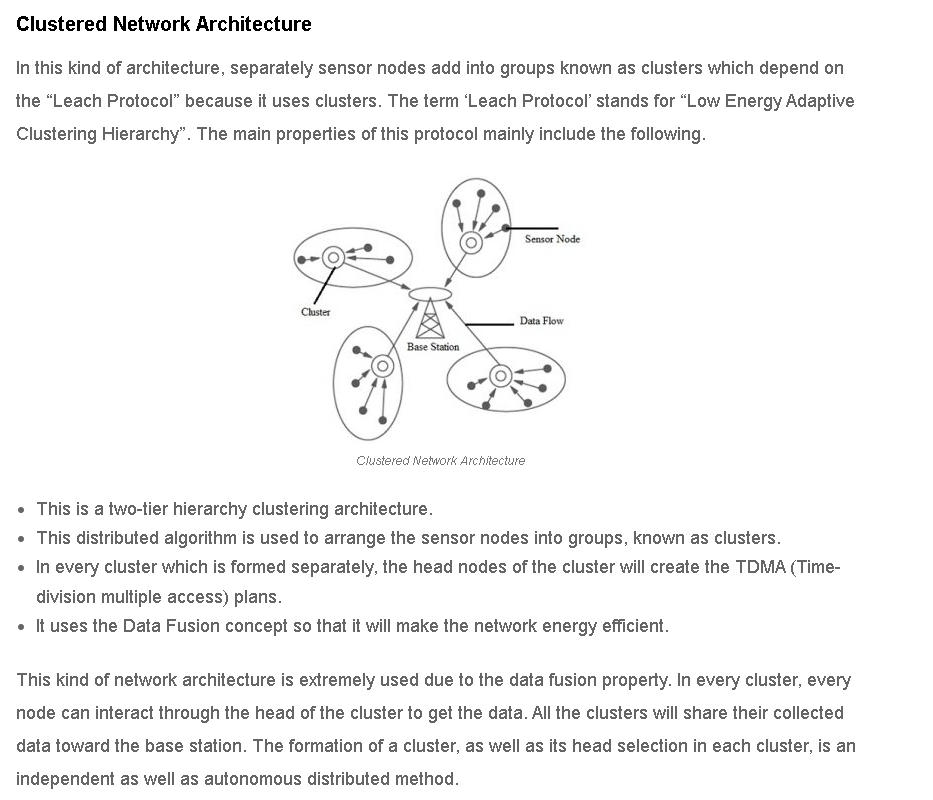 Clustered Network Architecture
In this kind of architecture, separately sensor nodes add into groups known as clusters which depend on
the “Leach Protocol” because it uses clusters. The term ‘Leach Protocol’ stands for “Low Energy Adaptive
Clustering Hierarchy”. The main properties of this protocol mainly include the following.
Sensor Node
Cluster
Data Flow
Base Station
Clustered Network Architecture
• This is a two-tier hierarchy clustering architecture.
• This distributed algorithm is used to arrange the sensor nodes into groups, known as clusters.
• In every cluster which is formed separately, the head nodes of the cluster will create the TDMA (Time-
division multiple access) plans.
• It uses the Data Fusion concept so that it will make the network energy efficient.
This kind of network architecture is extremely used due to the data fusion property. In every cluster, every
node can interact through the head of the cluster to get the data. All the clusters will share their collected
data toward the base station. The formation of a cluster, as well as its head selection in each cluster, is an
independent as well as autonomous distributed method.